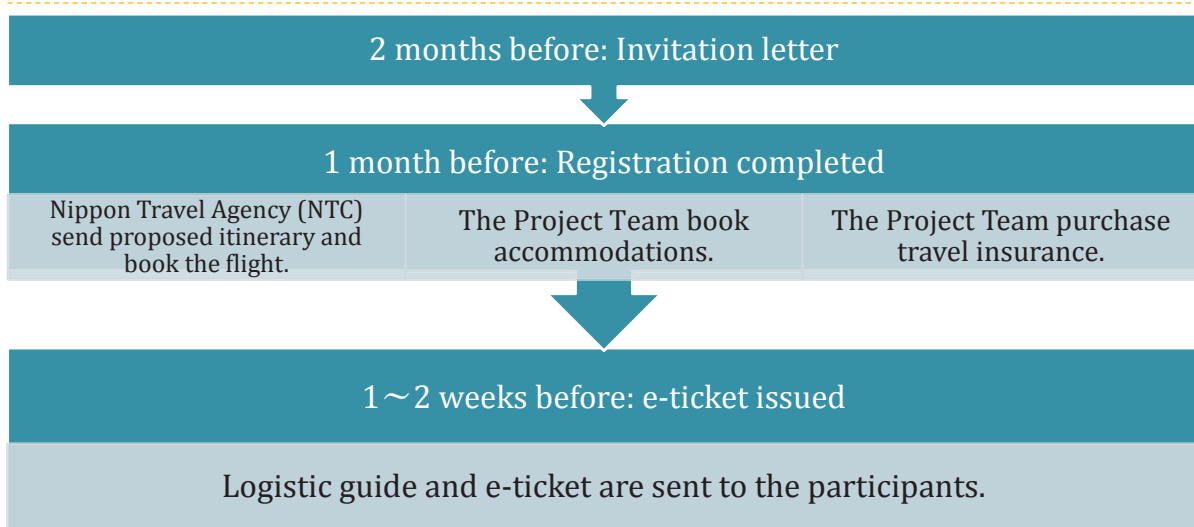 2 months before: Invitation letter
1 month before: Registration completed
Nippon Travel Agency (NTC)
send proposed itinerary and
book the flight.
The Project Team book
accommodations.
The Project Team purchase
travel insurance.
1～2 weeks before: e-ticket issued
Logistic guide and e-ticket are sent to the participants.